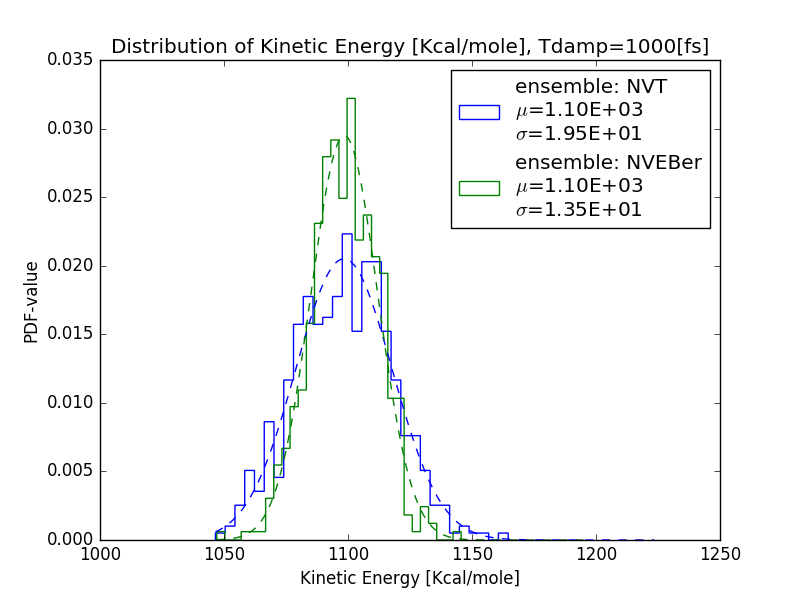 Distribution of Kinetic Energy [Kcal/mole], Tdamp=1000[fs]
0.035
0.030
0.025
0.020
0.015
0.010
0.005
0.000
PDF-value
ensemble: NVT
μ=1.10E+03
σ=1.95E+01
ensemble: NVEBer
μ=1.10E+03
σ=1.35E+01
1000 1050 1100 1150 1200 1250
Kinetic Energy [Kcal/mole]